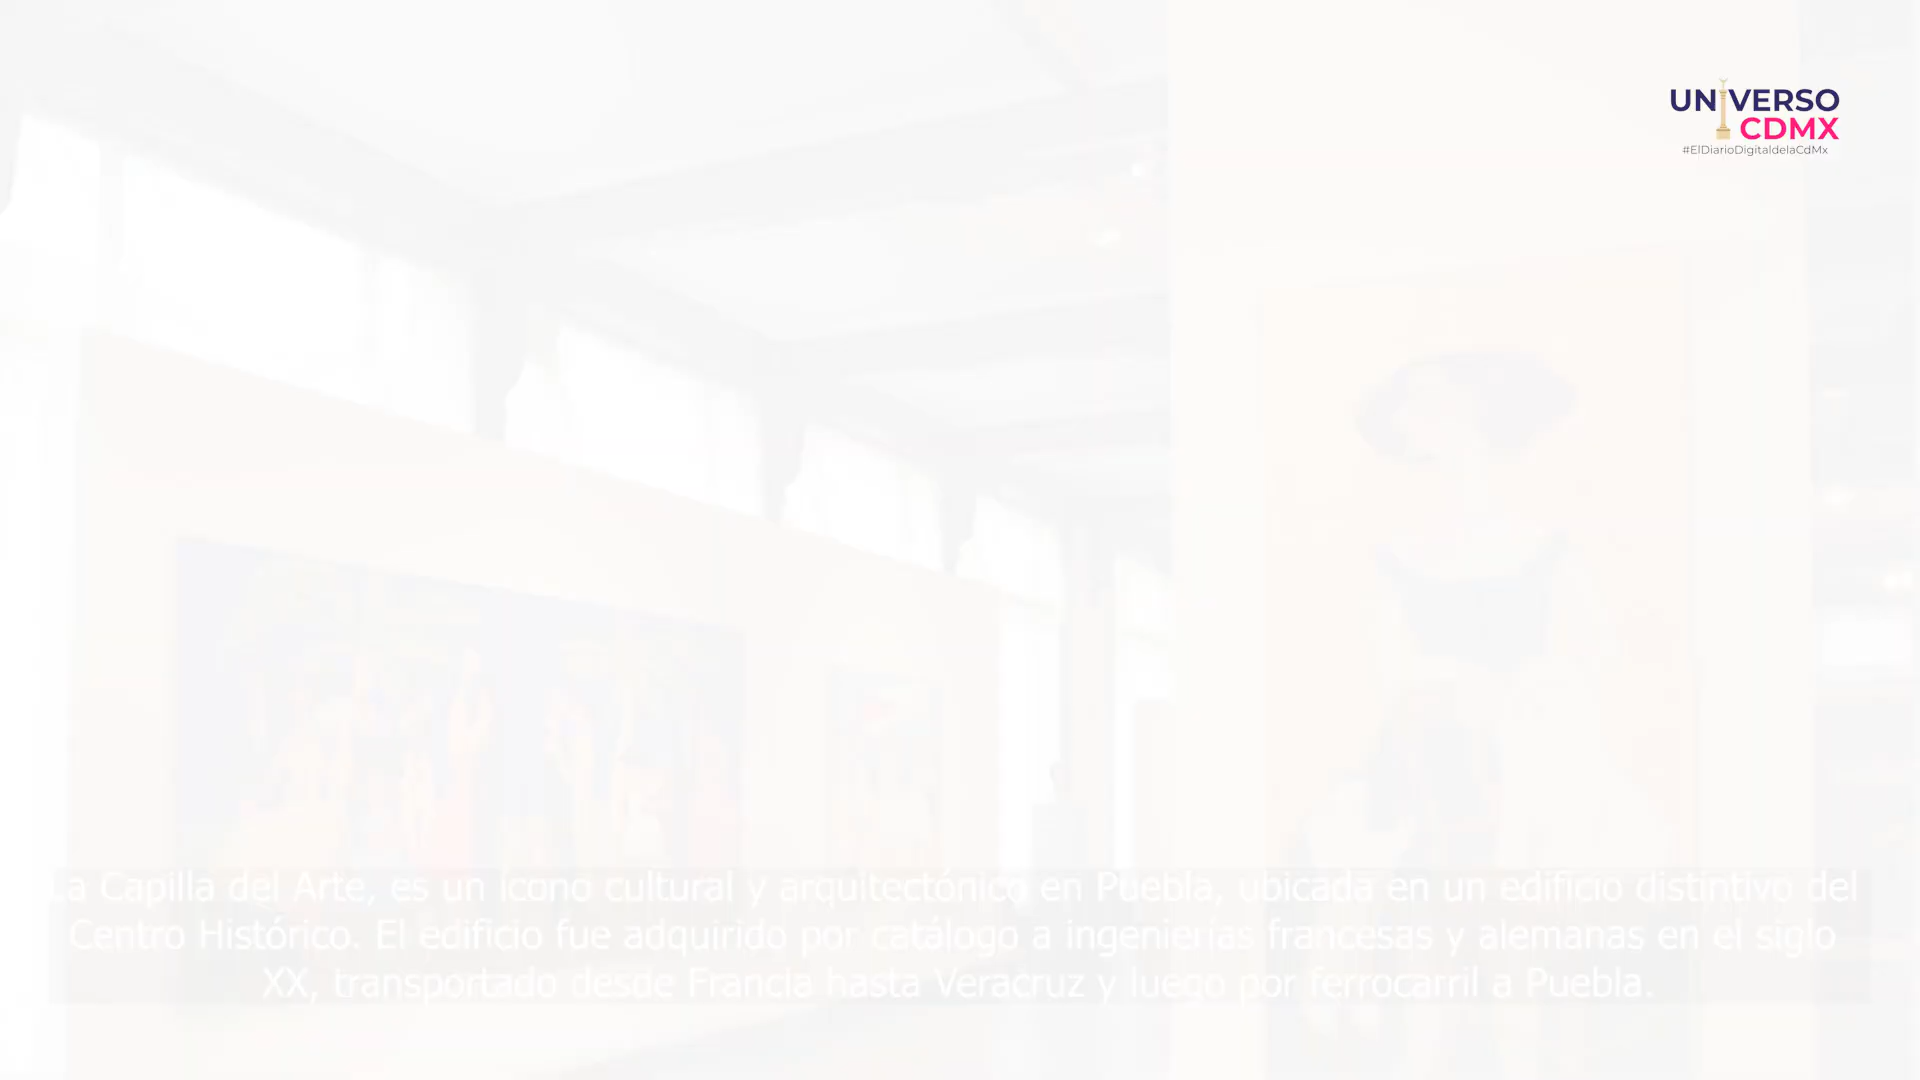 UNIVERSO
CDMX
#ElDiarioDigitaldelaCdMx
La Capilla del Arte, es un ícono cultural y arquitectónico en Puebla, ubicada en un edificio distintivo del
Centro Histórico. El edificio fue adquirido por catálogo a ingenierías francesas y alemanas en el siglo
XX, transportado desde Francia hasta Veracruz y luego por ferrocarril a Puebla.